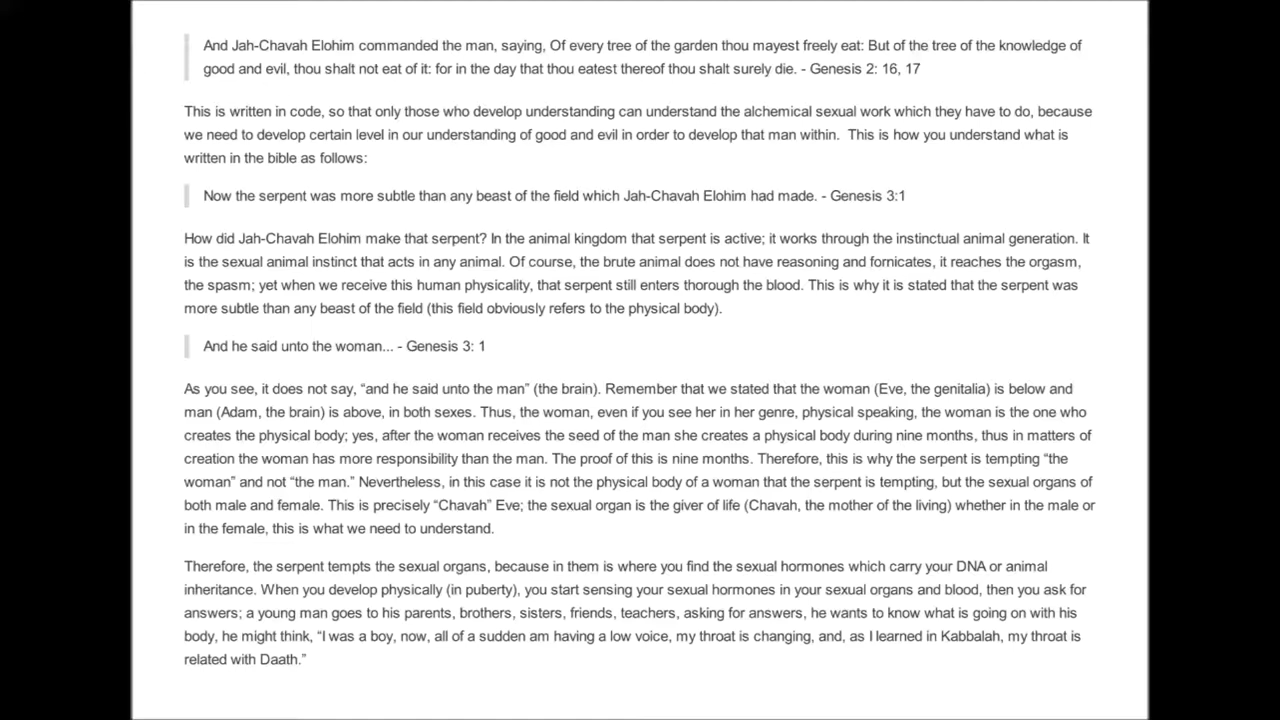 And Jah-Chavah Elohim commanded the man, saying, Of every tree of the garden thou mayest freely eat: But of the tree of the knowledge of
good and evil, thou shalt not eat of it: for in the day that thou eatest thereof thou shalt surely die. - Genesis 2: 16, 17
This is written in code, so that only those who develop understanding can understand the alchemical sexual work which they have to do, because
we need to develop certain level in our understanding of good and evil in order to develop that man within.  This is how you understand what is
written in the bible as follows:
Now the serpent was more subtle than any beast of the field which Jah-Chavah Elohim had made. - Genesis 3:1
How did Jah-Chavah Elohim make that serpent? In the animal kingdom that serpent is active; it works through the instinctual animal generation. It
is the sexual animal instinct that acts in any animal. Of course, the brute animal does not have reasoning and fornicates, it reaches the orgasm,
the spasm; yet when we receive this human physicality, that serpent still enters thorough the blood. This is why it is stated that the serpent was
more subtle than any beast of the field (this field obviously refers to the physical body).
And he said unto the woman... - Genesis 3: 1
As you see, it does not say, “and he said unto the man” (the brain). Remember that we stated that the woman (Eve, the genitalia) is below and
man (Adam, the brain) is above, in both sexes. Thus, the woman, even if you see her in her genre, physical speaking, the woman is the one who
creates the physical body; yes, after the woman receives the seed of the man she creates a physical body during nine months, thus in matters of
creation the woman has more responsibility than the man. The proof of this is nine months. Therefore, this is why the serpent is tempting “the
woman” and not “the man.” Nevertheless, in this case it is not the physical body of a woman that the serpent is tempting, but the sexual organs of
both male and female. This is precisely “Chavah” Eve; the sexual organ is the giver of life (Chavah, the mother of the living) whether in the male or
in the female, this is what we need to understand.
Therefore, the serpent tempts the sexual organs, because in them is where you find the sexual hormones which carry your DNA or animal
inheritance. When you develop physically (in puberty), you start sensing your sexual hormones in your sexual organs and blood, then you ask for
answers; a young man goes to his parents, brothers, sisters, friends, teachers, asking for answers, he wants to know what is going on with his
body, he might think, “I was a boy, now, all of a sudden am having a low voice, my throat is changing, and, as I learned in Kabbalah, my throat is
related with Daath.”